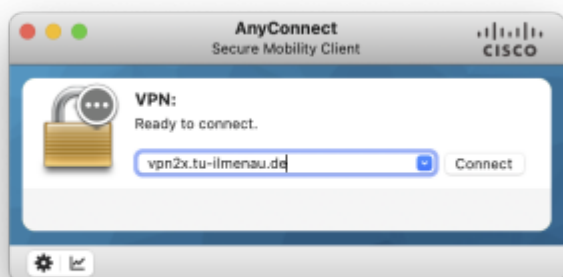 AnyConnect
Secure Mobility Client
CISCO
VPN:
Ready to connect.
vpn2x.tu-ilmenau.de
Connect